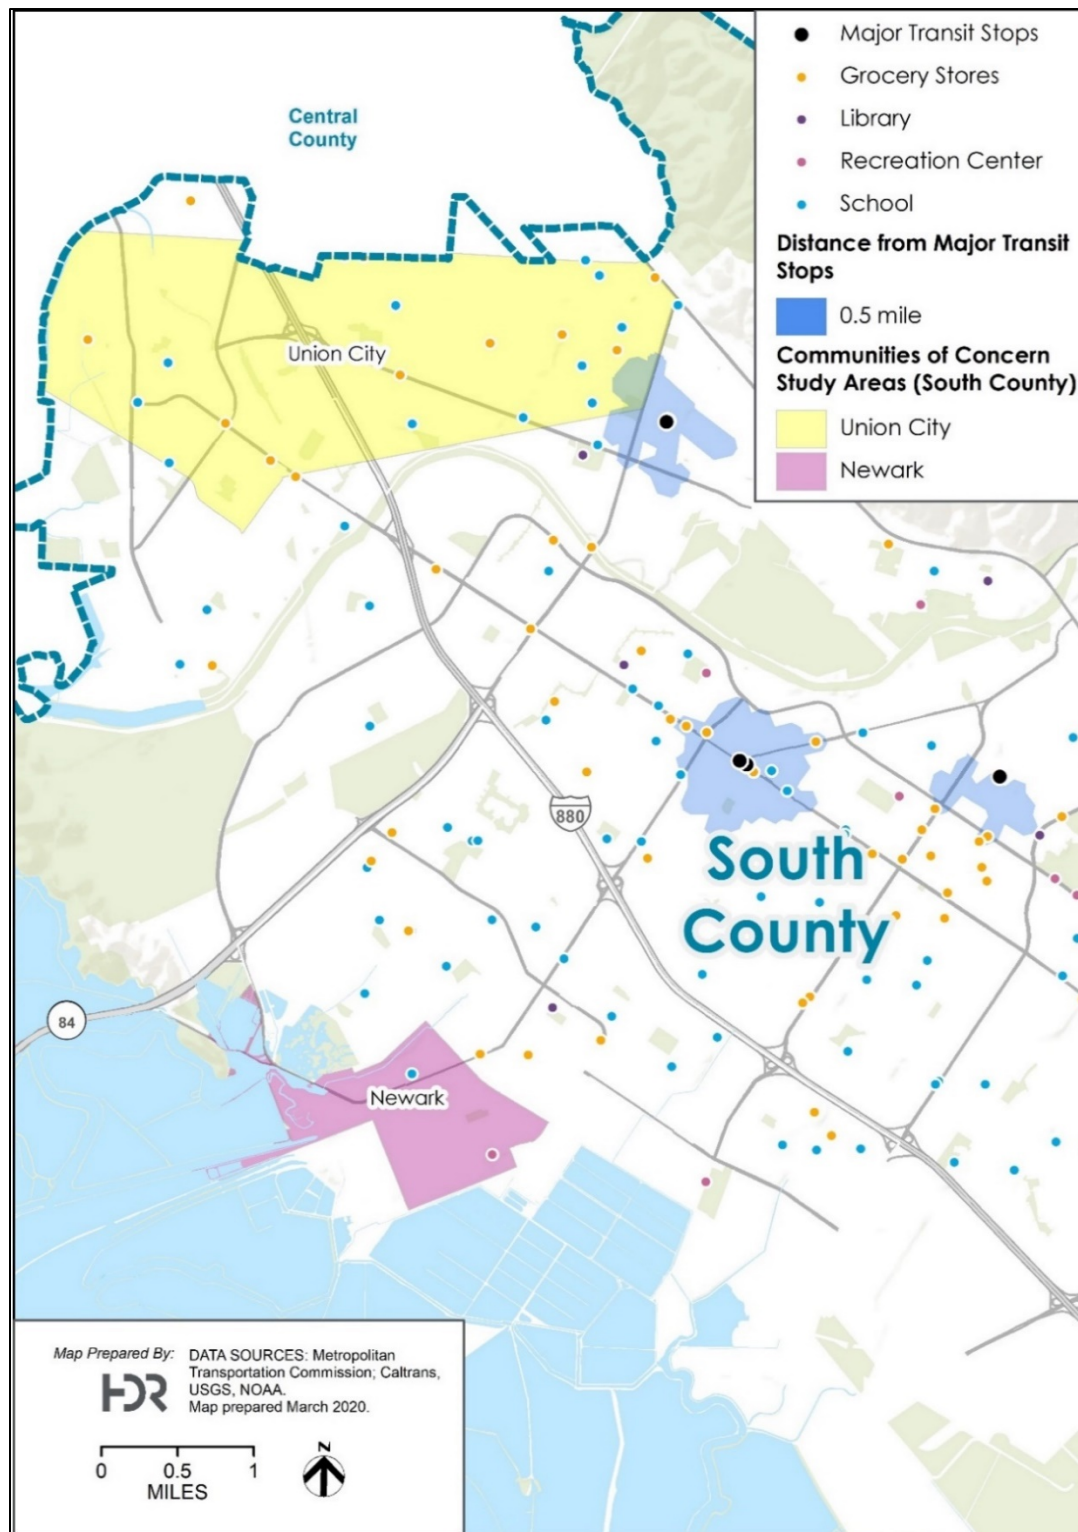 Major Transit Stops
Grocery Stores
Library
Recreation Center
School
Distance from Major Transit
Stops
0.5 mile
Communities of Concern
Study Areas (South County)
Union City
Newark
Central
County
Union City
880
South
County
84
Newark
Map Prepared By:
HDR
DATA SOURCES: Metropolitan
Transportation Commission; Caltrans,
USGS, NOAA.
Map prepared March 2020.
0 0.5 1
MILES
N